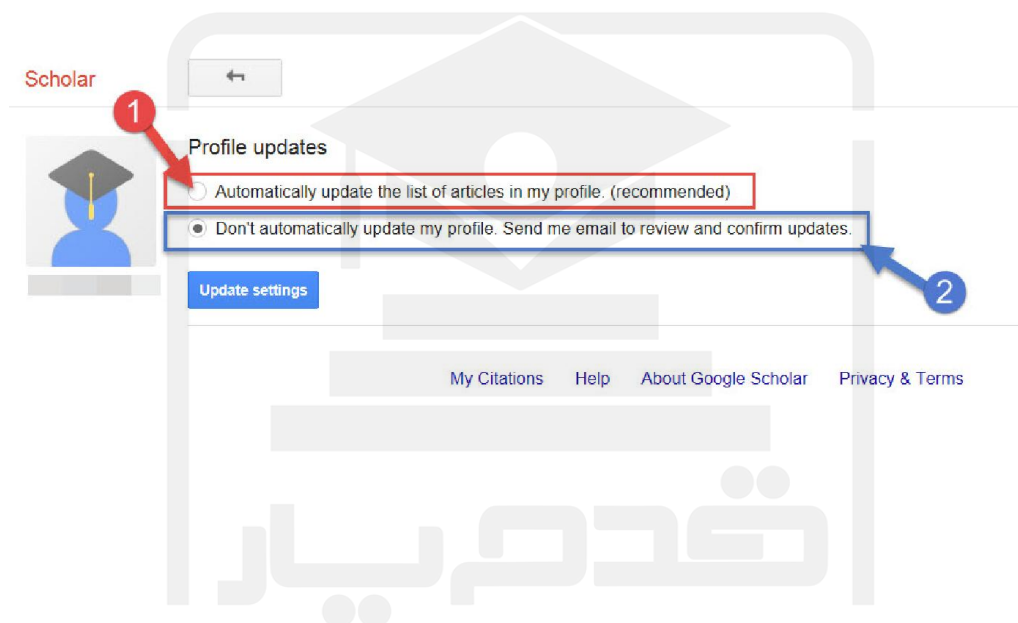 Scholar
1
Profile updates
Automatically update the list of articles in my profile. (recommended)
Don't automatically update my profile. Send me email to review and confirm updates.
Update settings
2
My Citations Help About Google Scholar Privacy & Terms
قدم‌یار